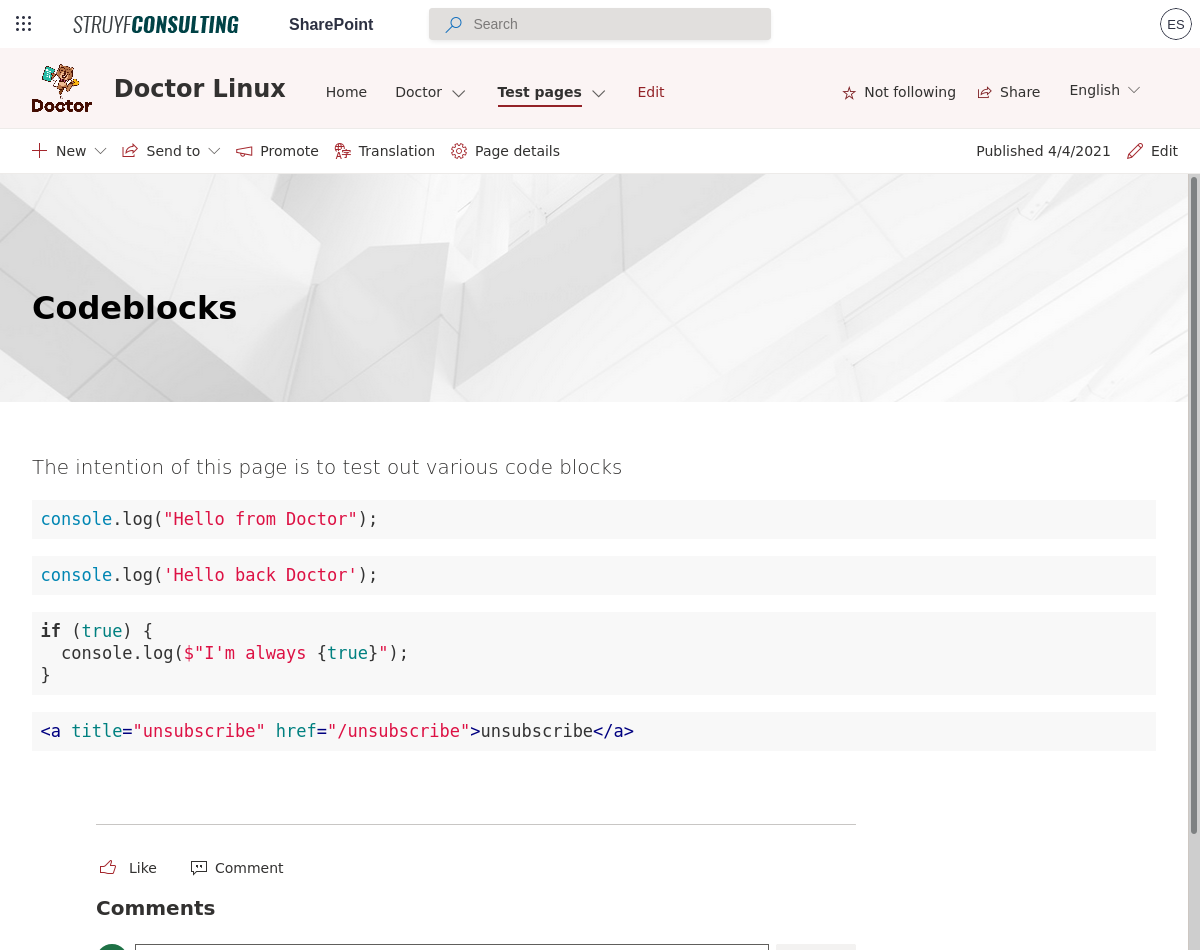 STRUYFCONSULTING SharePoint Search ES
Doctor Doctor Linux Home Doctor Test pages Edit Not following Share English
New Send to Promote Translation Page details Published 4/4/2021 Edit
Codeblocks
The intention of this page is to test out various code blocks
console.log("Hello from Doctor");
console.log('Hello back Doctor');
if (true) {
  console.log($"I'm always {true}");
}
<a title="unsubscribe" href="/unsubscribe">unsubscribe</a>
Like Comment
Comments